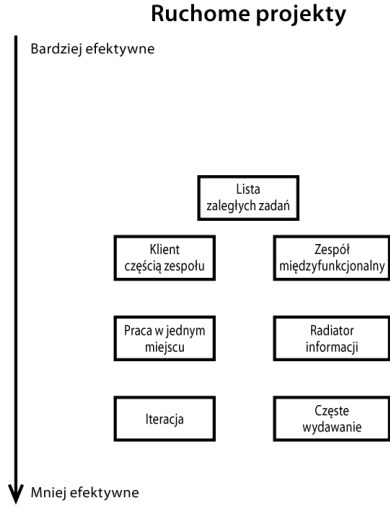 Ruchome projekty
Bardziej efektywne
Lista
zaległych zadań
Klient
częścią zespołu
Zespół
międzyfunkcjonalny
Praca w jednym
miejscu
Radiator
informacji
Iteracja
Częste
wydawanie
Mniej efektywne